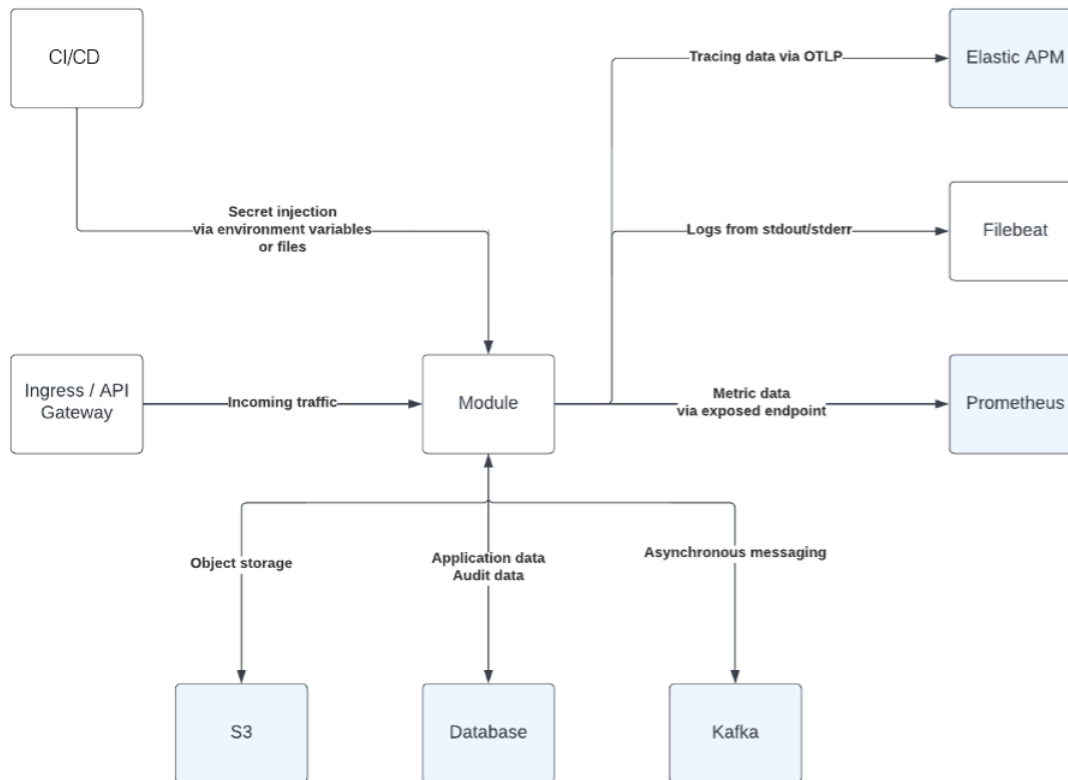 CI/CD
Tracing data via OTLP
Elastic APM
Secret injection
via environment variables
or files
Logs from stdout/stderr
Filebeat
Ingress / API
Gateway
Incoming traffic
Module
Metric data
via exposed endpoint
Prometheus
Object storage
Application data
Audit data
Asynchronous messaging
S3
Database
Kafka